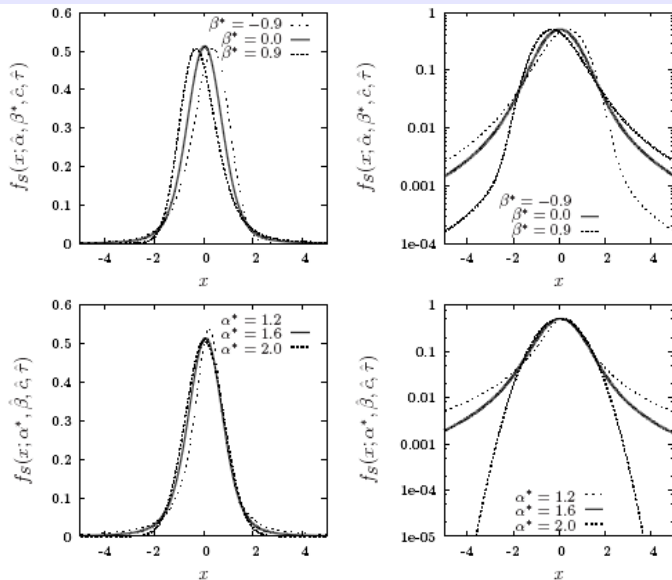 0.6
0.5
0.4
0.3
0.2
0.1
0
-4 -2 0 2 4
x
f_S(x; α̂, β*, ĉ, τ̂)
β* = −0.9
β* = 0.0
β* = 0.9
1
0.1
0.01
0.001
1e-04
-4 -2 0 2 4
x
f_S(x; α̂, β*, ĉ, τ̂)
β* = −0.9
β* = 0.0
β* = 0.9
0.6
0.5
0.4
0.3
0.2
0.1
0
-4 -2 0 2 4
x
f_S(x; α*, β̂, ĉ, τ̂)
α* = 1.2
α* = 1.6
α* = 2.0
1
0.1
0.01
0.001
1e-04
1e-05
-4 -2 0 2 4
x
f_S(x; α*, β̂, ĉ, τ̂)
α* = 1.2
α* = 1.6
α* = 2.0